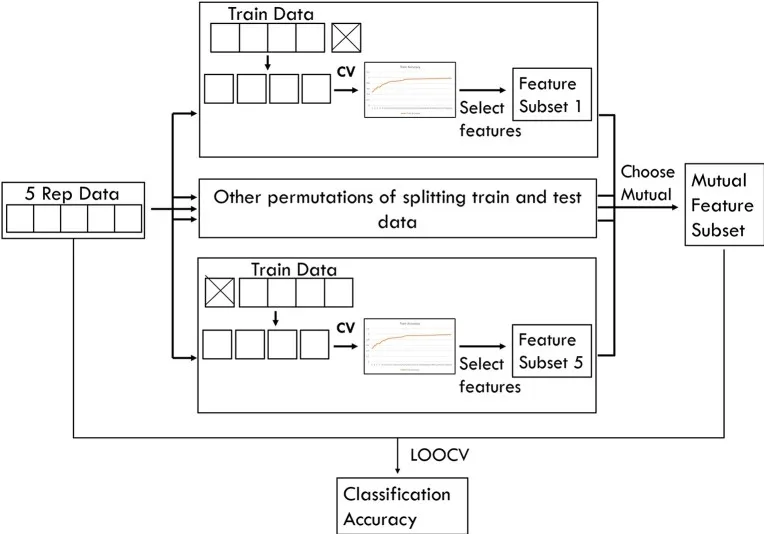 Train Data
CV
Select
features
Feature
Subset 1
5 Rep Data
Other permutations of splitting train and test
data
Choose
Mutual
Mutual
Feature
Subset
Train Data
CV
Select
features
Feature
Subset 5
LOOCV
Classification
Accuracy